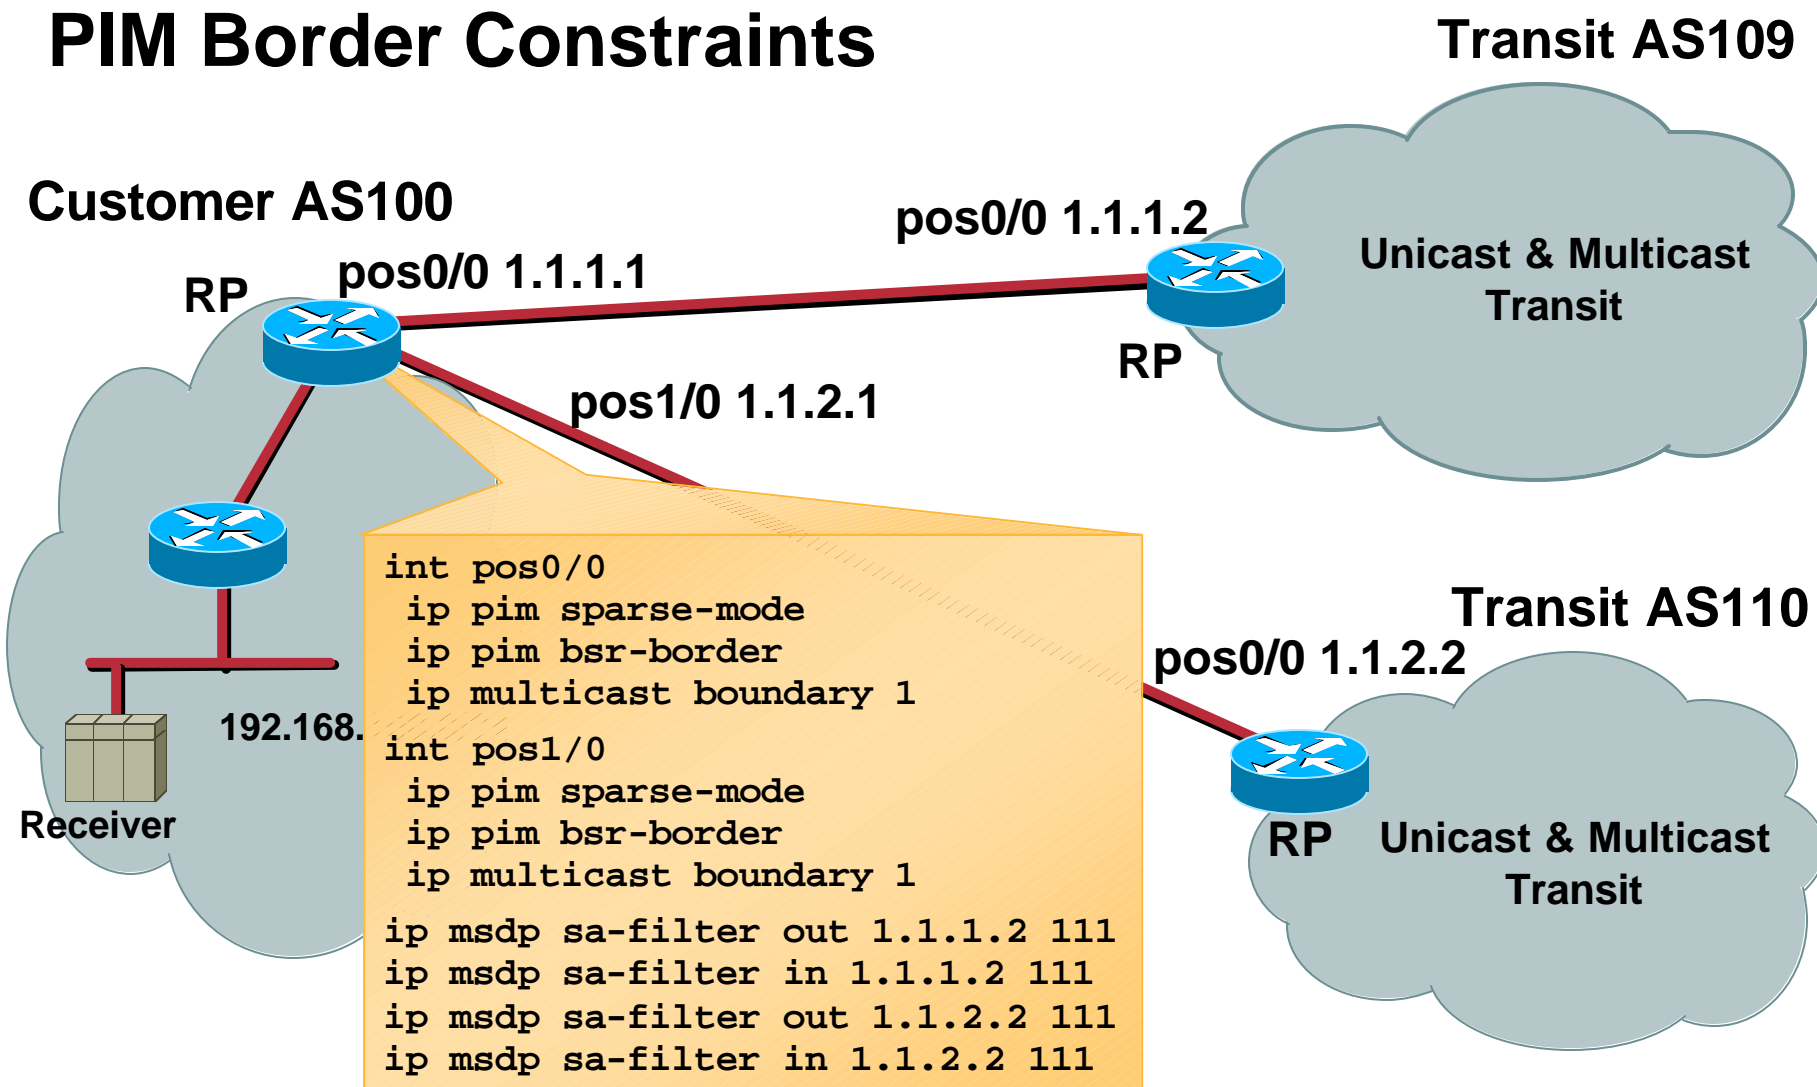 PIM Border Constraints
Transit AS109
Customer AS100
pos0/0 1.1.1.2
Unicast & Multicast
Transit
RP
pos0/0 1.1.1.1
RP
pos1/0 1.1.2.1
int pos0/0
ip pim sparse-mode
ip pim bsr-border
ip multicast boundary 1
int pos1/0
ip pim sparse-mode
ip pim bsr-border
ip multicast boundary 1
ip msdp sa-filter out 1.1.1.2 111
ip msdp sa-filter in 1.1.1.2 111
ip msdp sa-filter out 1.1.2.2 111
ip msdp sa-filter in 1.1.2.2 111
Transit AS110
pos0/0 1.1.2.2
192.168.
Receiver
RP
Unicast & Multicast
Transit